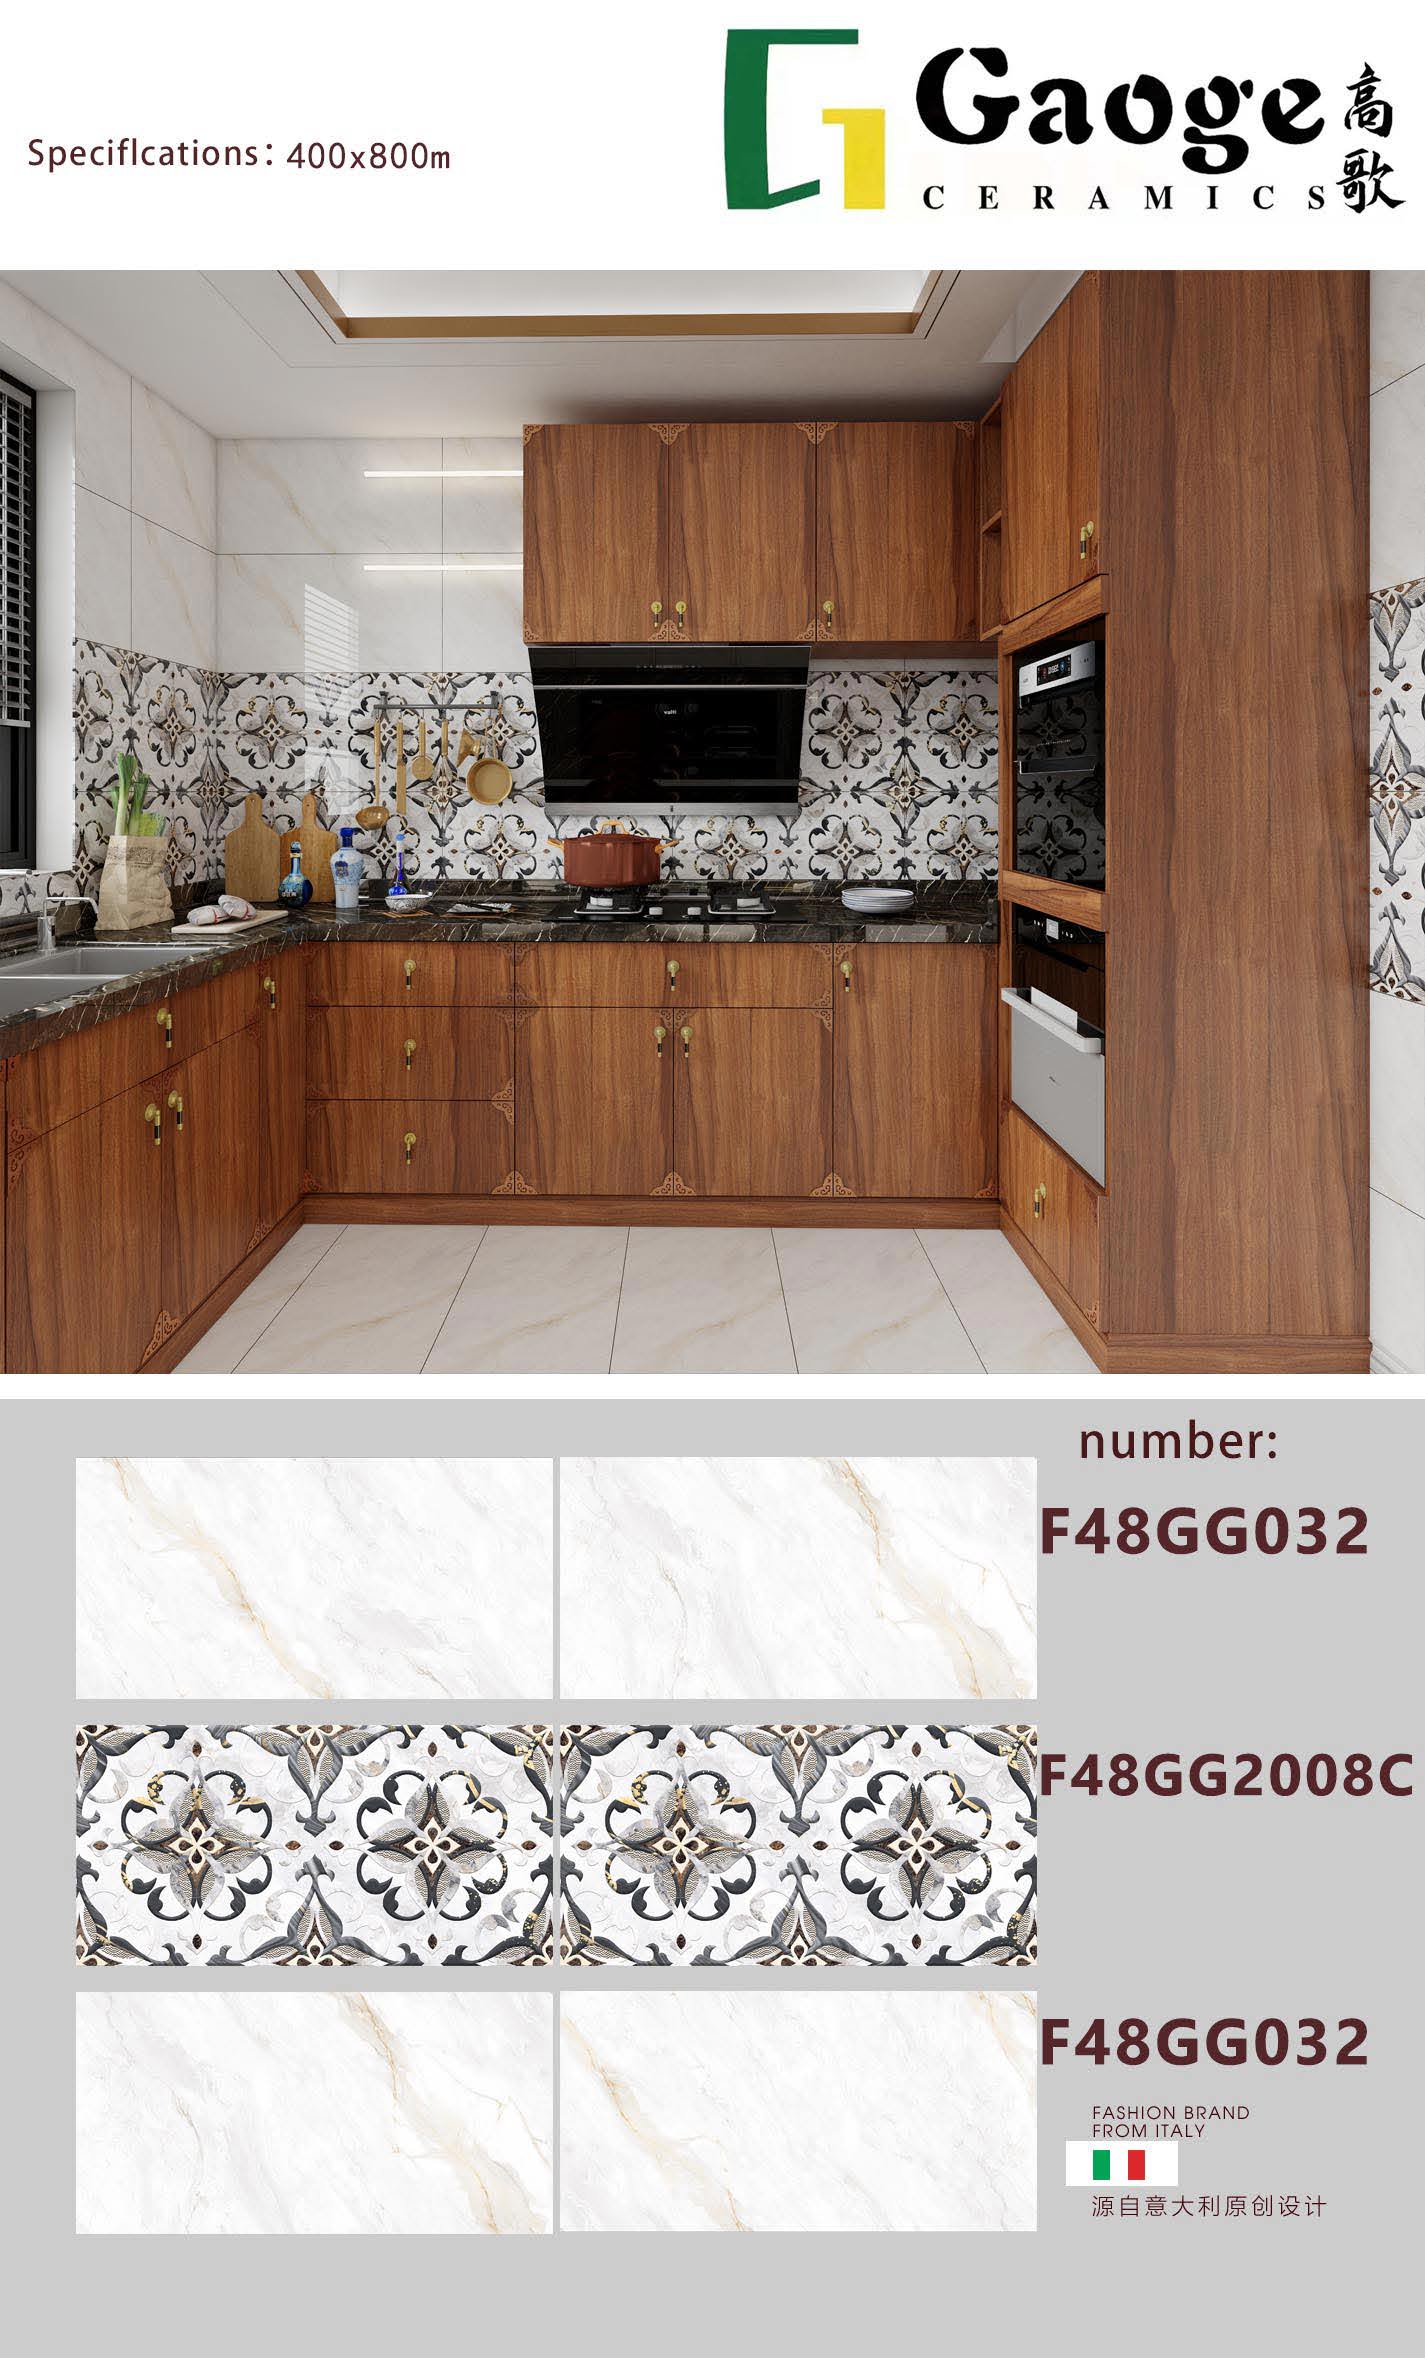 Gaoge
高歌
CERAMICS
Speciflcations: 400x800m
number:
F48GG032
F48GG2008C
F48GG032
FASHION BRAND
FROM ITALY
源自意大利原创设计